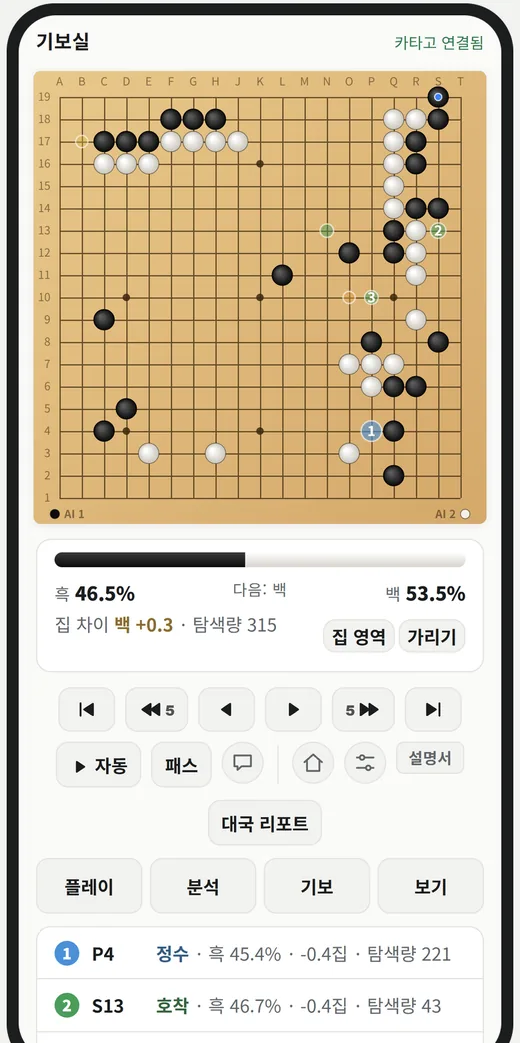 기보실 카타고 연결됨
A B C D E F G H J K L M N O P Q R S T
19
18
17
16
15
14
13 2
12
11
10 3
9
8
7
6
5
4 1
3
2
1
AI 1 AI 2
흑 46.5% 다음: 백 백 53.5%
집 차이 백 +0.3 · 탐색량 315 집 영역 가리기
5 5
자동 패스 설명서
대국 리포트
플레이 분석 기보 보기
1 P4 정수 · 흑 45.4% · -0.4집 · 탐색량 221
2 S13 호착 · 흑 46.7% · -0.4집 · 탐색량 43